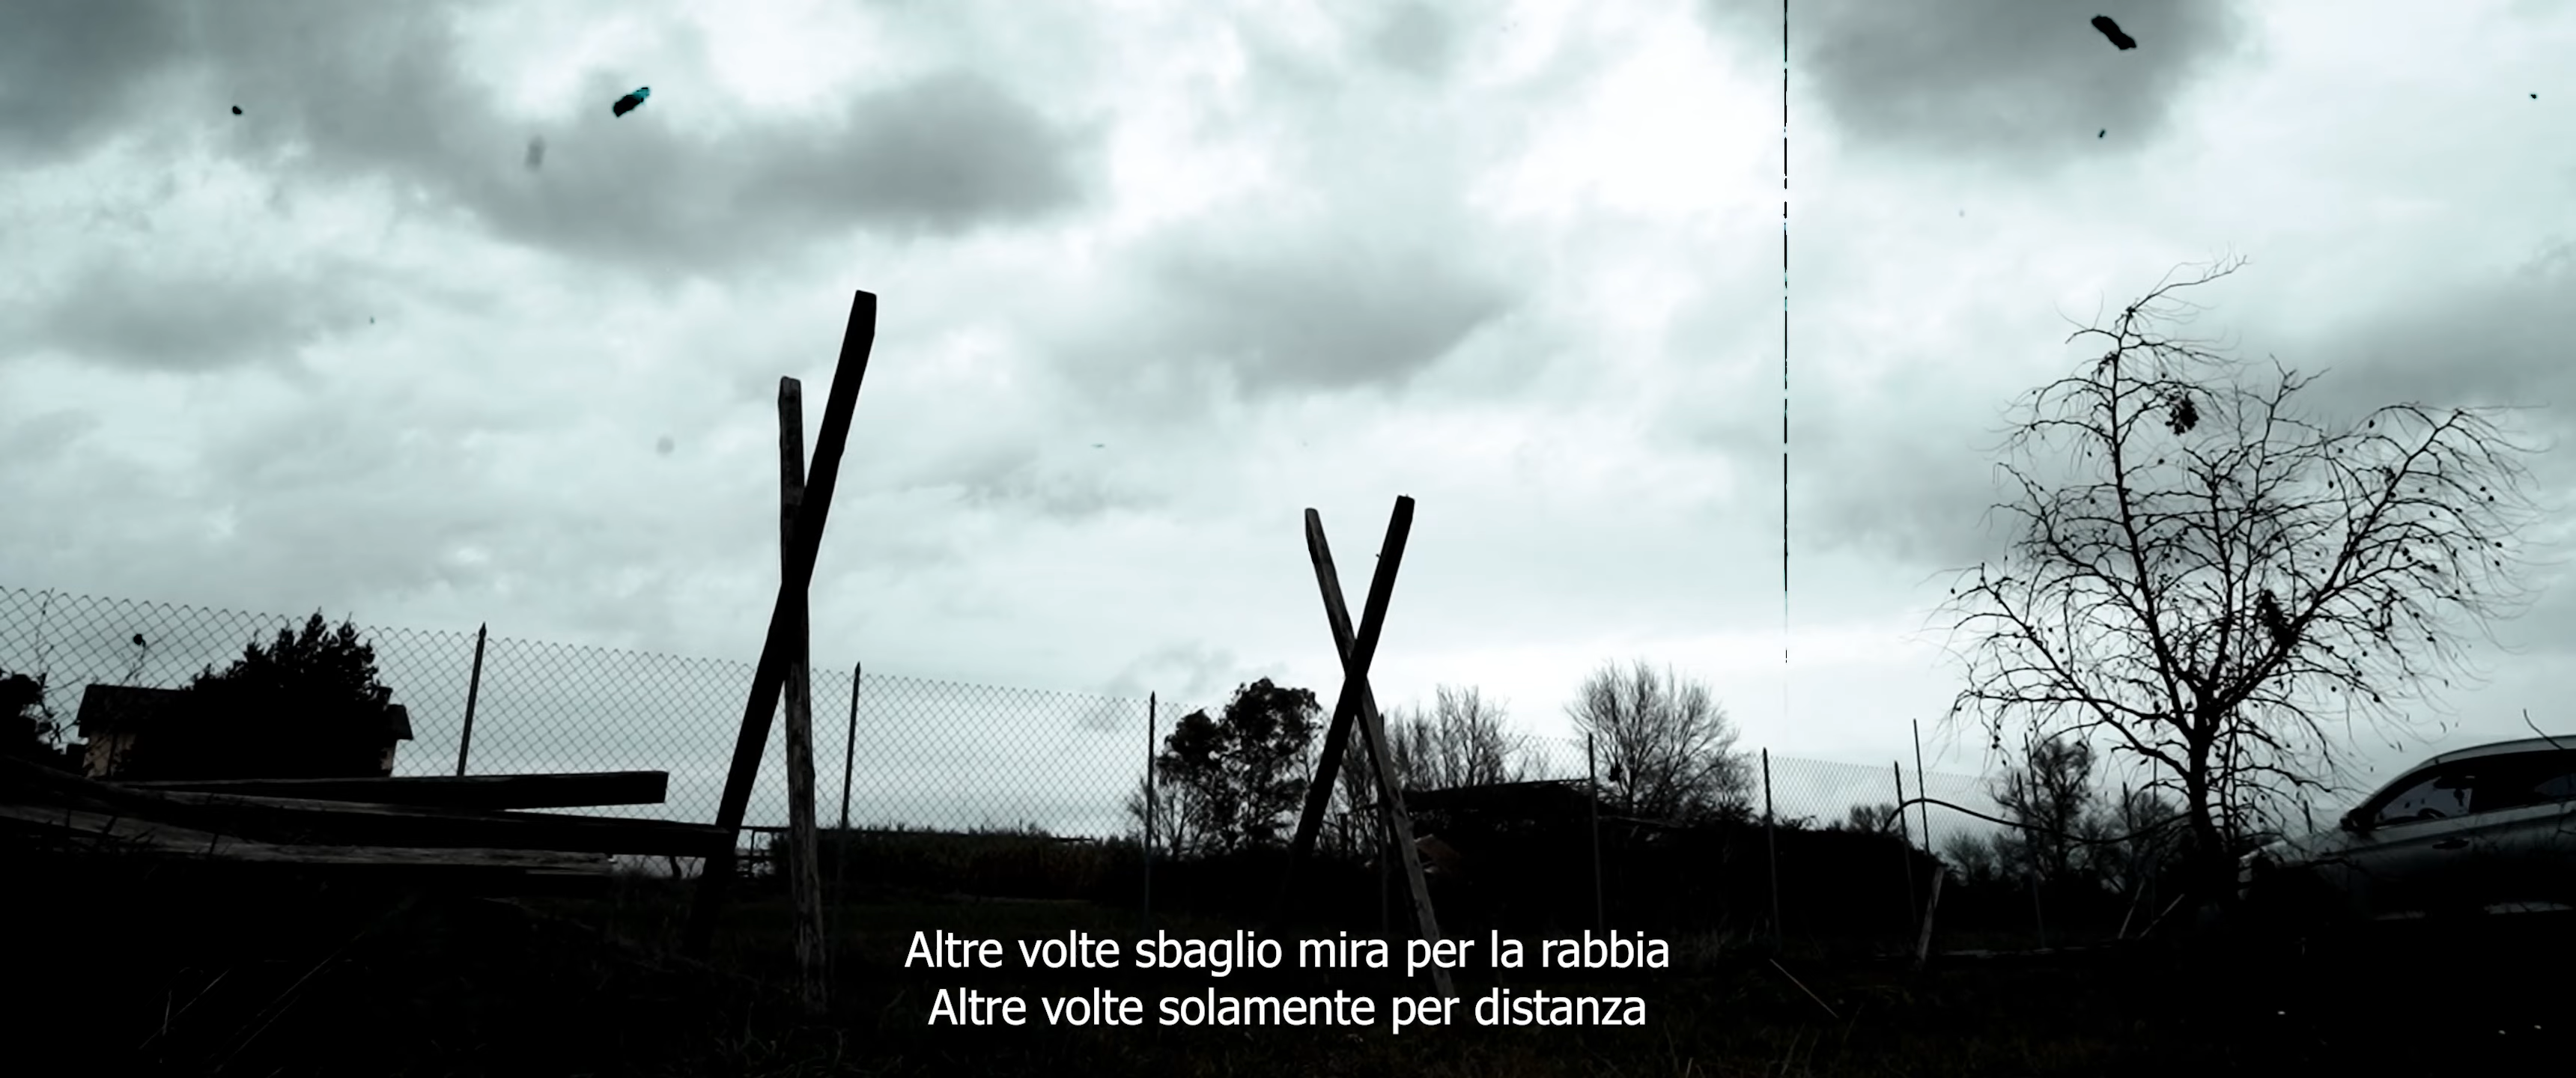 Altre volte sbaglio mira per la rabbia
Altre volte solamente per distanza